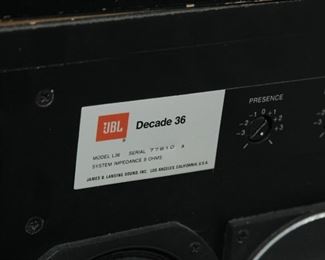 JBL Decade 36
MODEL L36 SERIAL 77810 A
SYSTEM IMPEDANCE 8 OHMS
JAMES B. LANSING SOUND, INC. LOS ANGELES, CALIFORNIA, U.S.A.
PRESENCE
-1 0 +1
-2 +2
-3 +3